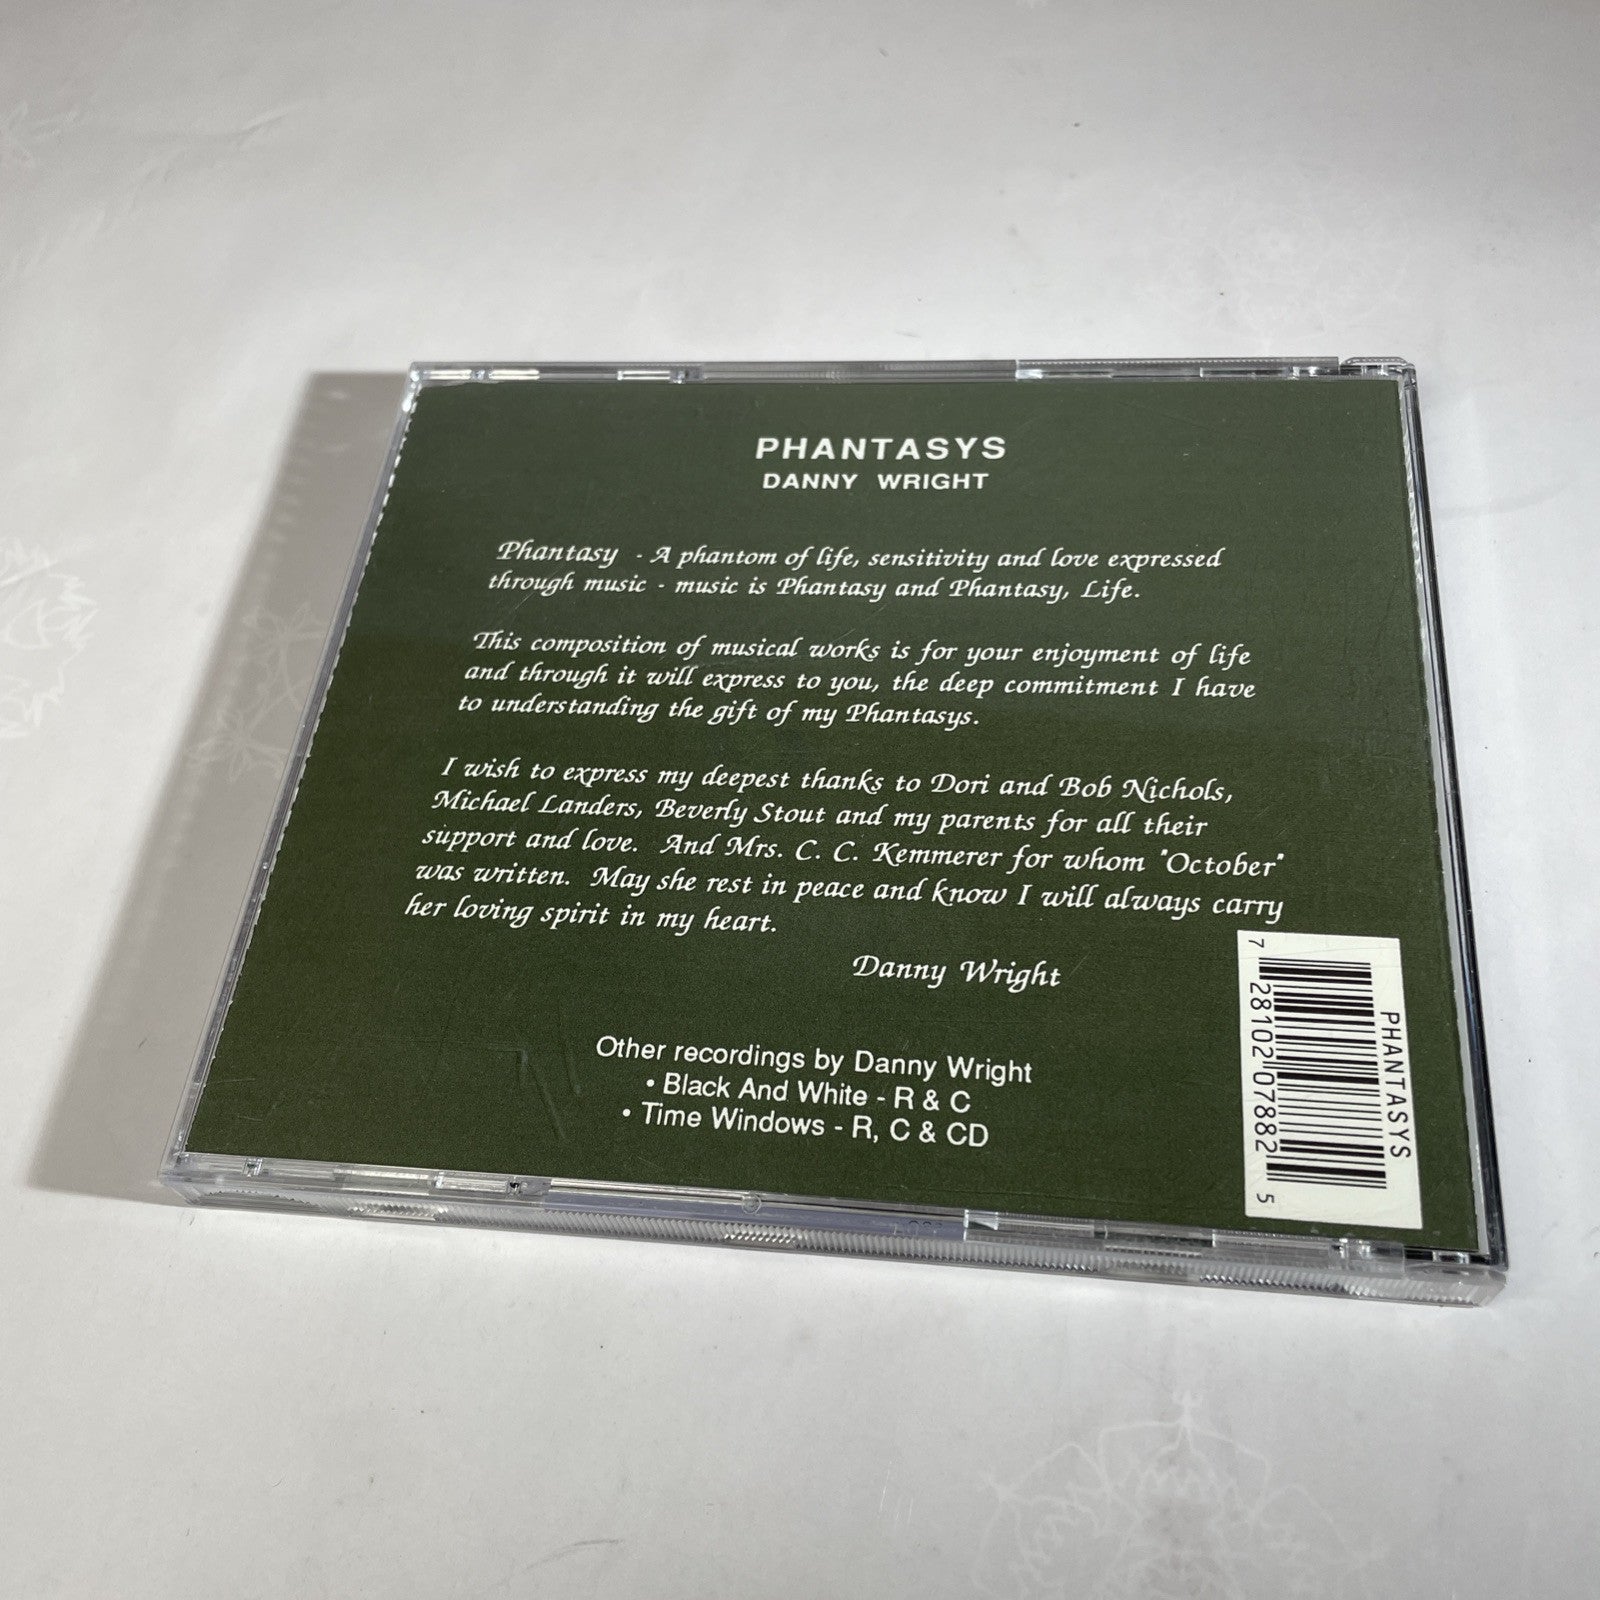 PHANTASYS
DANNY WRIGHT
Phantasy - A phantom of life, sensitivity and love expressed
through music - music is Phantasy and Phantasy, Life.
This composition of musical works is for your enjoyment of life
and through it will express to you, the deep commitment I have
to understanding the gift of my Phantasys.
I wish to express my deepest thanks to Dori and Bob Nichols,
Michael Landers, Beverly Stout and my parents for all their
support and love. And Mrs. C. C. Kemmerer for whom "October"
was written. May she rest in peace and know I will always carry
her loving spirit in my heart.
Danny Wright
Other recordings by Danny Wright
• Black And White - R & C
• Time Windows - R, C & CD
PHANTASYS
7 28102 07882 5